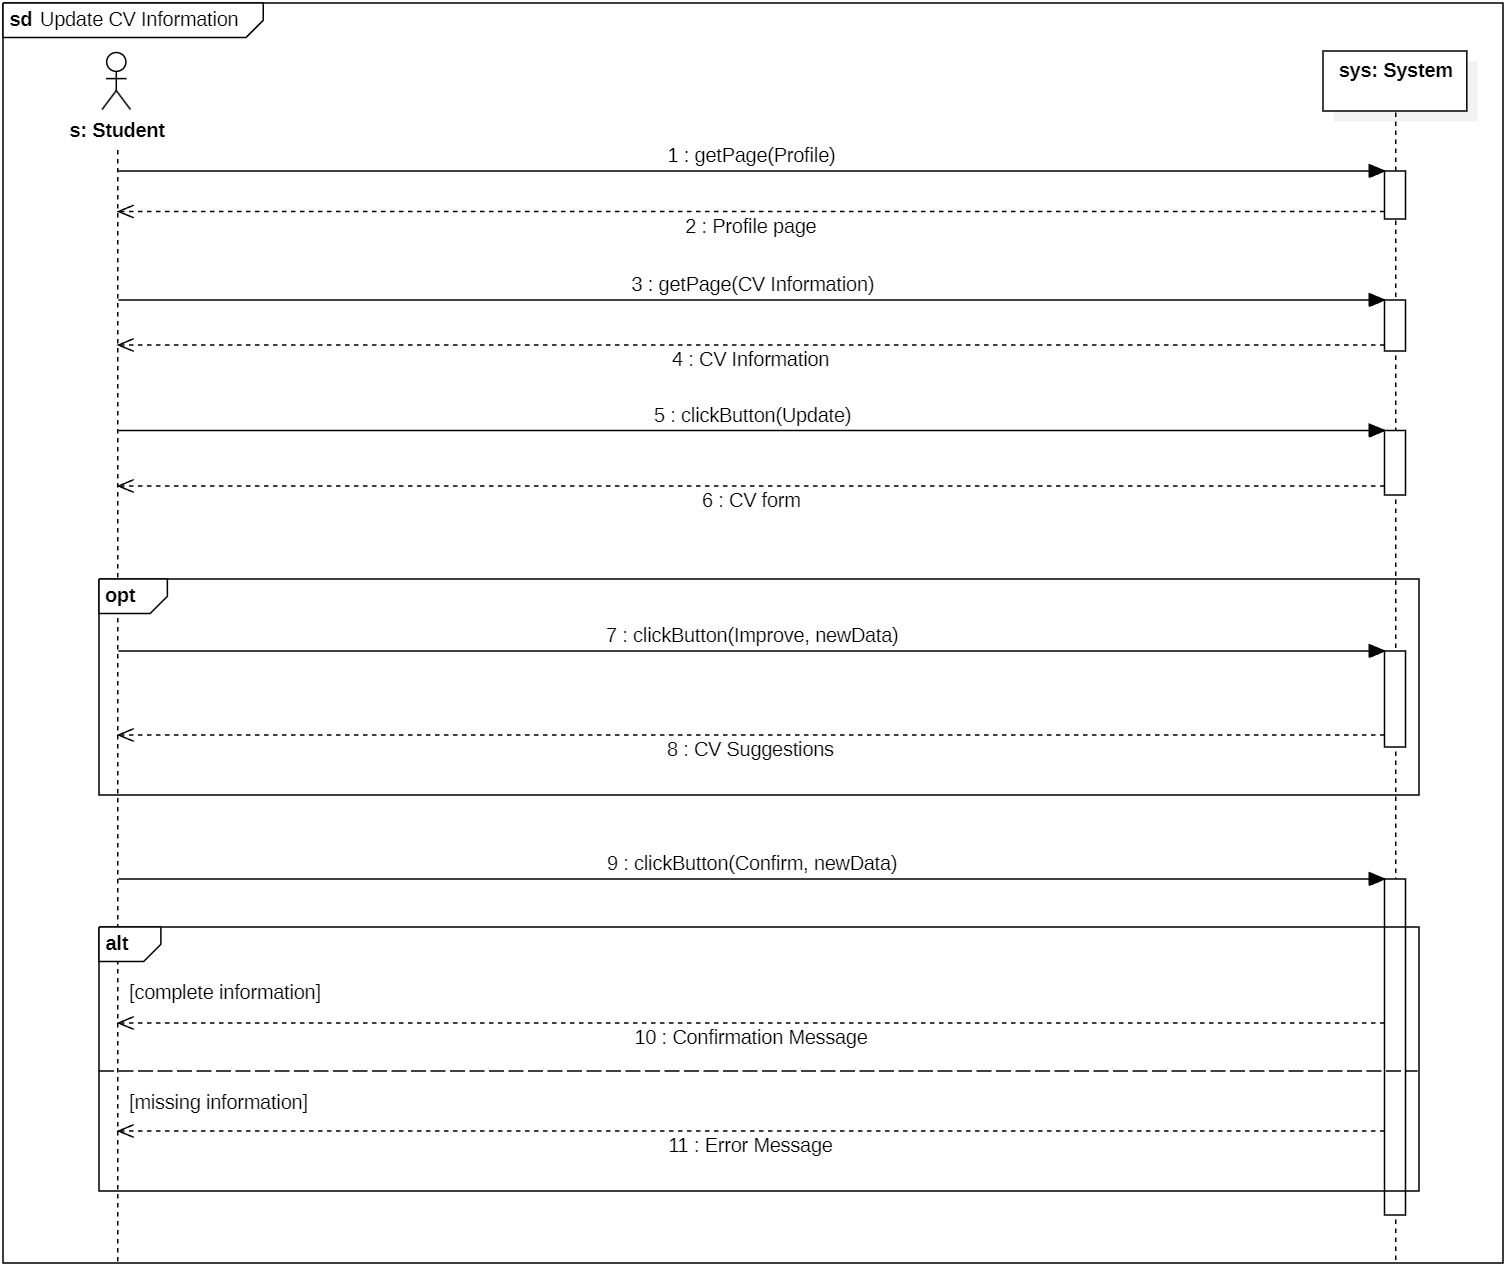 sd Update CV Information
s: Student
sys: System
1 : getPage(Profile)
2 : Profile page
3 : getPage(CV Information)
4 : CV Information
5 : clickButton(Update)
6 : CV form
opt
7 : clickButton(Improve, newData)
8 : CV Suggestions
9 : clickButton(Confirm, newData)
alt
[complete information]
10 : Confirmation Message
[missing information]
11 : Error Message